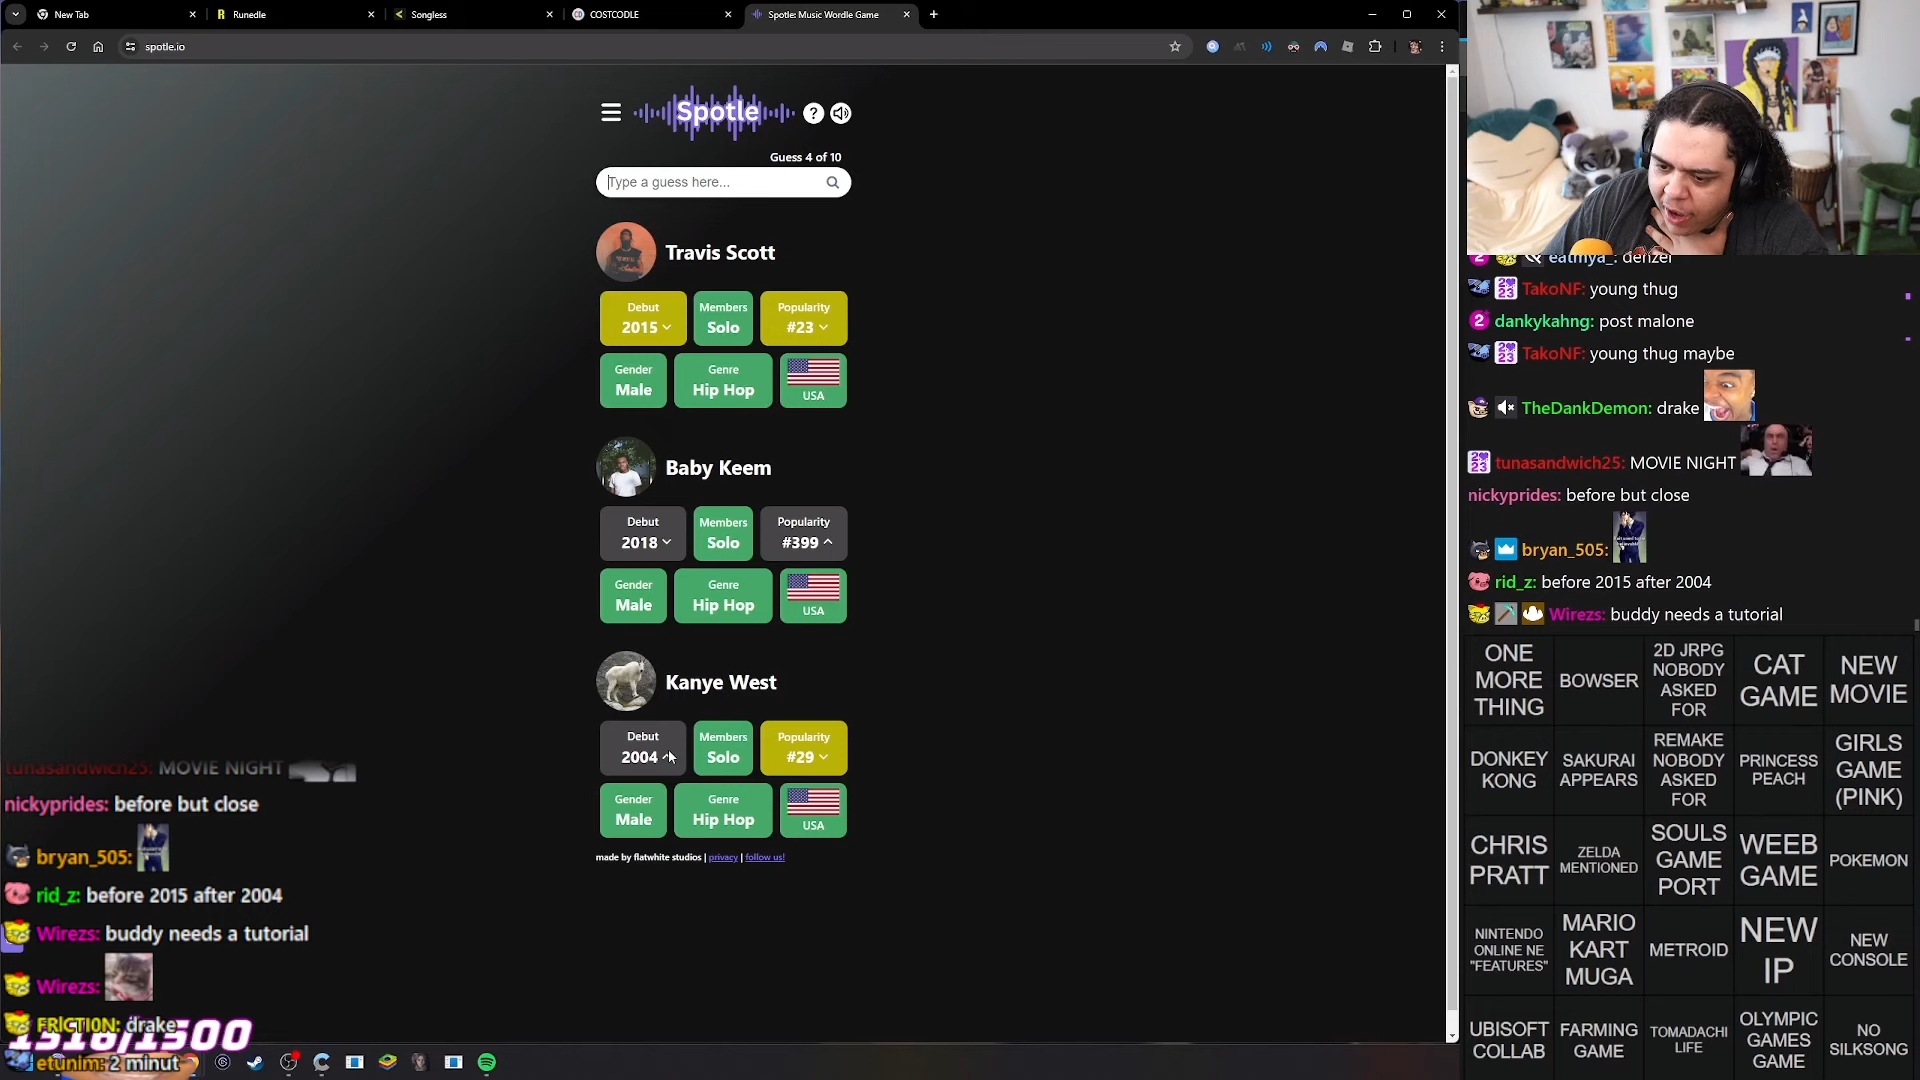 New Tab
Runedle
Songless
COSTCODLE
Spotle: Music Wordle Game
spotle.io
Spotle
?
Guess 4 of 10
Type a guess here...
Travis Scott
Debut
2015
Members
Solo
Popularity
#23
Gender
Male
Genre
Hip Hop
USA
Baby Keem
Debut
2018
Members
Solo
Popularity
#399
Gender
Male
Genre
Hip Hop
USA
Kanye West
Debut
2004
Members
Solo
Popularity
#29
Gender
Male
Genre
Hip Hop
USA
made by flatwhite studios | privacy | follow us!
tunasandwich25: MOVIE NIGHT
nickyprides: before but close
bryan_505:
rid_z: before 2015 after 2004
Wirezs: buddy needs a tutorial
Wirezs:
FRICTI0N: drake
1518/1500
etunim: 2 minut
eatmya_: denzel
TakoNF: young thug
dankykahng: post malone
TakoNF: young thug maybe
TheDankDemon: drake
tunasandwich25: MOVIE NIGHT
nickyprides: before but close
bryan_505:
rid_z: before 2015 after 2004
Wirezs: buddy needs a tutorial
ONE
MORE
THING
BOWSER
2D JRPG
NOBODY
ASKED
FOR
CAT
GAME
NEW
MOVIE
DONKEY
KONG
SAKURAI
APPEARS
REMAKE
NOBODY
ASKED
FOR
PRINCESS
PEACH
GIRLS
GAME
(PINK)
CHRIS
PRATT
ZELDA
MENTIONED
SOULS
GAME
PORT
WEEB
GAME
POKEMON
NINTENDO
ONLINE NE
"FEATURES"
MARIO
KART
MUGA
METROID
NEW
IP
NEW
CONSOLE
UBISOFT
COLLAB
FARMING
GAME
TOMADACHI
LIFE
OLYMPIC
GAMES
GAME
NO
SILKSONG